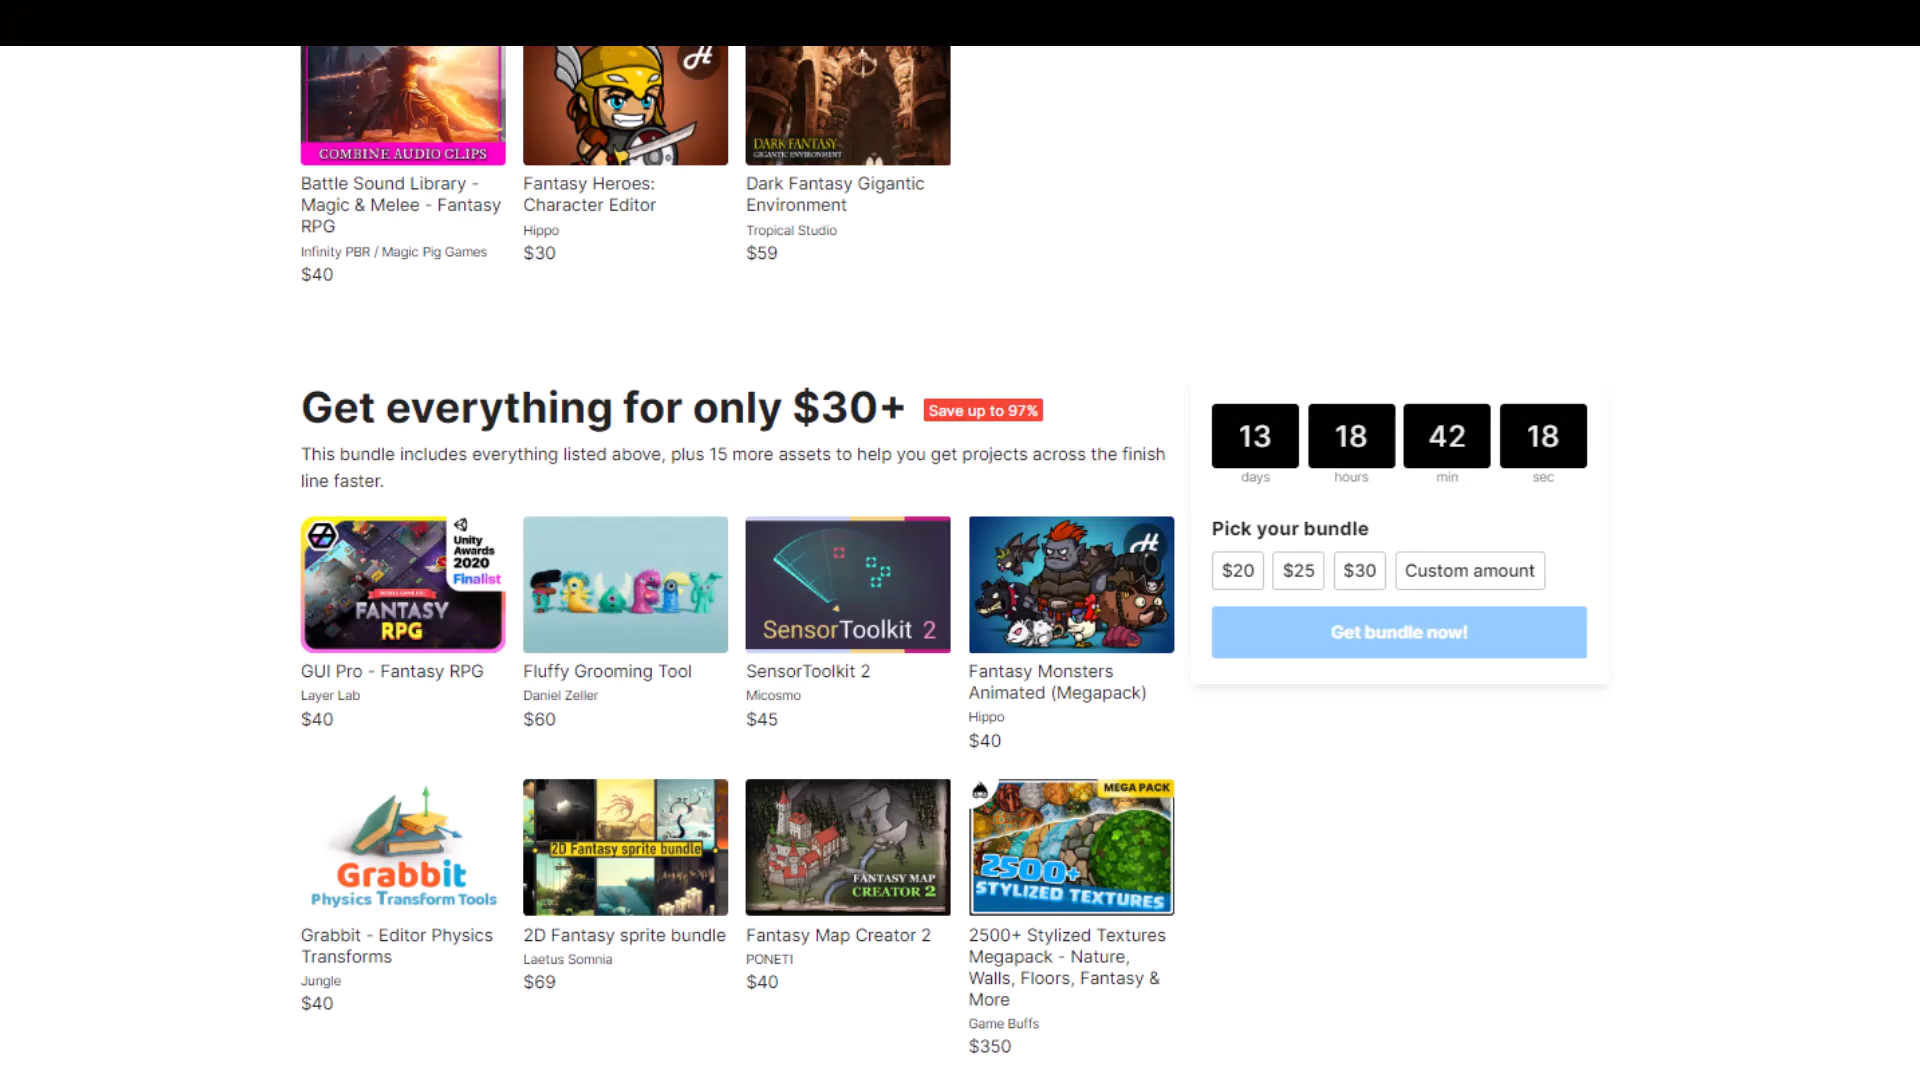 COMBINE AUDIO CLIPS
H
DARK FANTASY
GIGANTIC ENVIRONMENT
Battle Sound Library -
Magic & Melee - Fantasy
RPG
Infinity PBR / Magic Pig Games
$40
Fantasy Heroes:
Character Editor
Hippo
$30
Dark Fantasy Gigantic
Environment
Tropical Studio
$59
Get everything for only $30+
Save up to 97%
This bundle includes everything listed above, plus 15 more assets to help you get projects across the finish
line faster.
13
18
42
18
days
hours
min
sec
Pick your bundle
$20
$25
$30
Custom amount
Get bundle now!
Unity
Awards
2020
Finalist
FANTASY
RPG
SensorToolkit 2
H
GUI Pro - Fantasy RPG
Layer Lab
$40
Fluffy Grooming Tool
Daniel Zeller
$60
SensorToolkit 2
Micosmo
$45
Fantasy Monsters
Animated (Megapack)
Hippo
$40
Grabbit
Physics Transform Tools
2D Fantasy sprite bundle
FANTASY MAP
CREATOR 2
MEGA PACK
2500+
STYLIZED TEXTURES
Grabbit - Editor Physics
Transforms
Jungle
$40
2D Fantasy sprite bundle
Laetus Somnia
$69
Fantasy Map Creator 2
PONETI
$40
2500+ Stylized Textures
Megapack - Nature,
Walls, Floors, Fantasy &
More
Game Buffs
$350